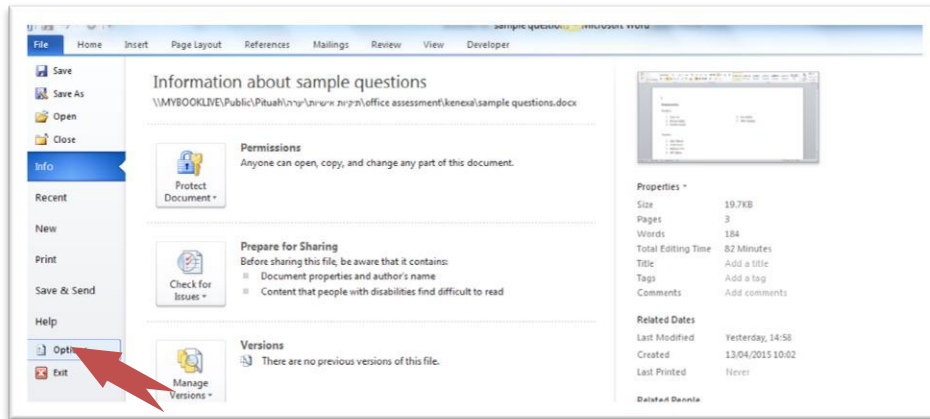 sample questions - Microsoft Word
File Home Insert Page Layout References Mailings Review View Developer
Save
Save As
Open
Close
Info
Recent
New
Print
Save & Send
Help
Exit
Information about sample questions
\\MYBOOKLIVE\Public\Pituah\תיקיות אישיות\יערה\office assessment\kenexa\sample questions.docx
Protect
Document
Permissions
Anyone can open, copy, and change any part of this document.
Check for
Issues
Prepare for Sharing
Before sharing this file, be aware that it contains:
Document properties and author's name
Content that people with disabilities find difficult to read
Manage
Versions
Versions
There are no previous versions of this file.
Properties
Size 19.7KB
Pages 3
Words 184
Total Editing Time 82 Minutes
Title Add a title
Tags Add a tag
Comments Add comments
Related Dates
Last Modified Yesterday, 14:58
Created 13/04/2015 10:02
Last Printed Never
Related People